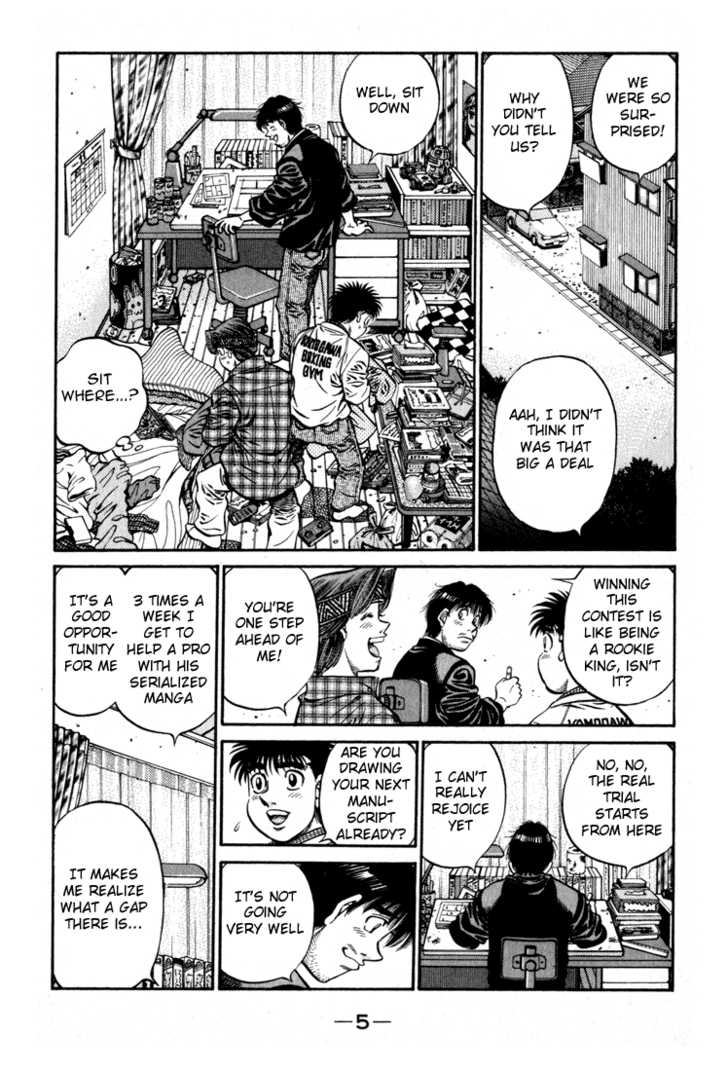 WE
WERE SO
SUR-
PRISED!
WHY
DIDN'T
YOU TELL
US?
AAH, I DIDN'T
THINK IT
WAS THAT
BIG A DEAL
WELL, SIT
DOWN
SIT
WHERE...?
BOXING
GYM
WINNING
THIS
CONTEST IS
LIKE BEING
A ROOKIE
KING, ISN'T
IT?
YOU'RE
ONE STEP
AHEAD OF
ME!
3 TIMES A
WEEK I
GET TO
HELP A PRO
WITH HIS
SERIALIZED
MANGA
IT'S A
GOOD
OPPOR-
TUNITY
FOR ME
IT MAKES
ME REALIZE
WHAT A GAP
THERE IS...
NO, NO,
THE REAL
TRIAL
STARTS
FROM HERE
I CAN'T
REALLY
REJOICE
YET
ARE YOU
DRAWING
YOUR NEXT
MANU-
SCRIPT
ALREADY?
IT'S NOT
GOING
VERY WELL
—5—